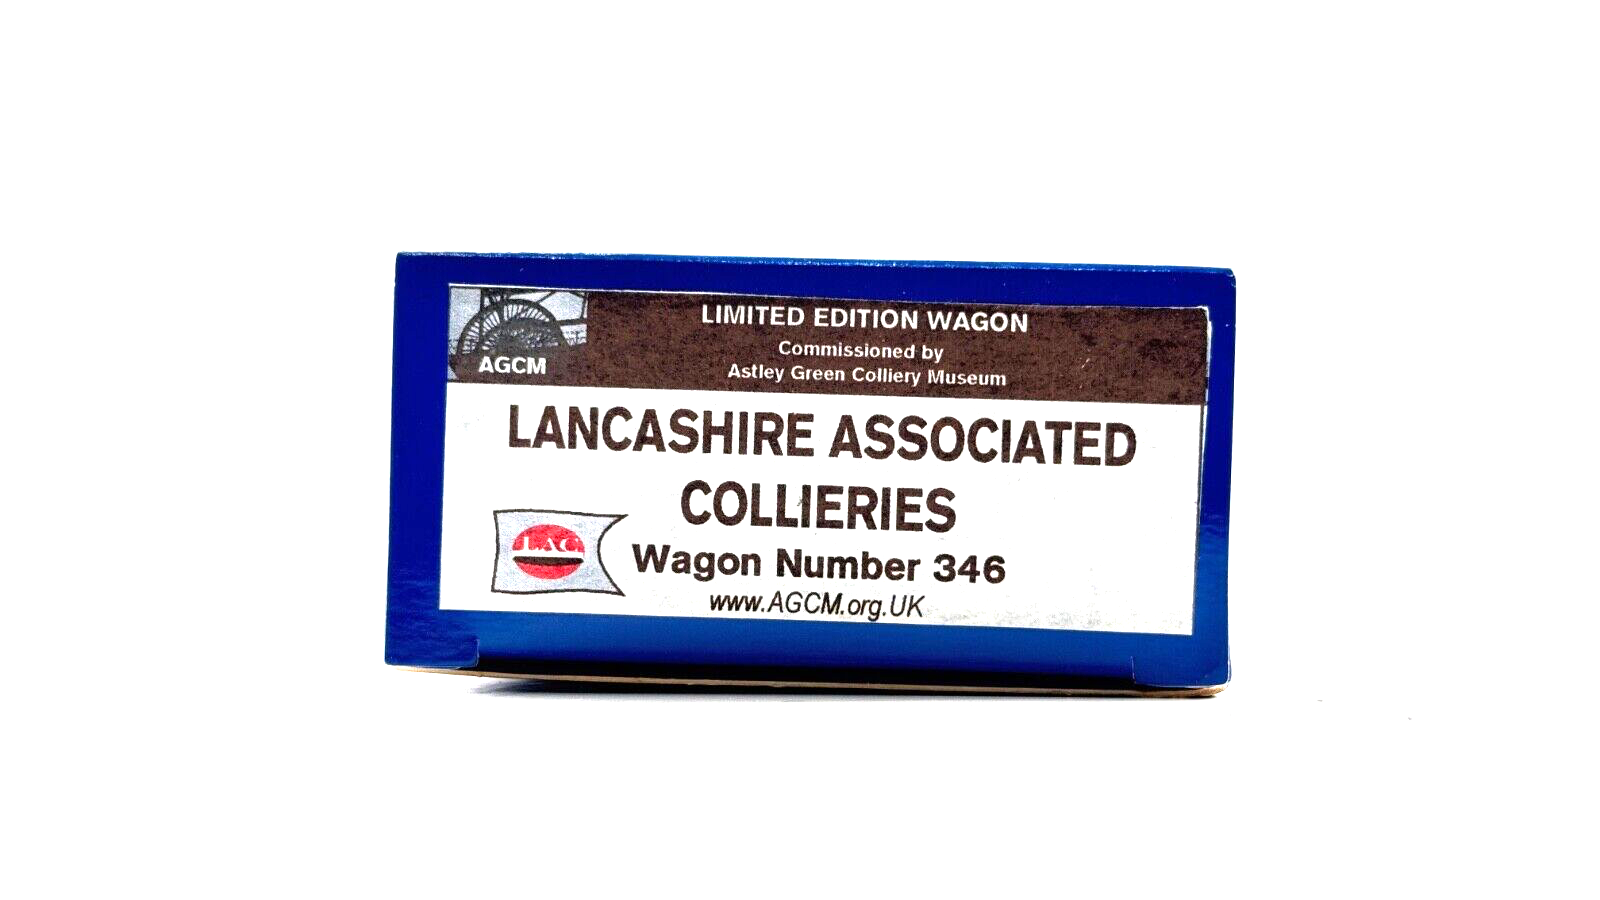 LIMITED EDITION WAGON
Commissioned by
Astley Green Colliery Museum
AGCM
LANCASHIRE ASSOCIATED
COLLIERIES
LAC
Wagon Number 346
www.AGCM.org.UK